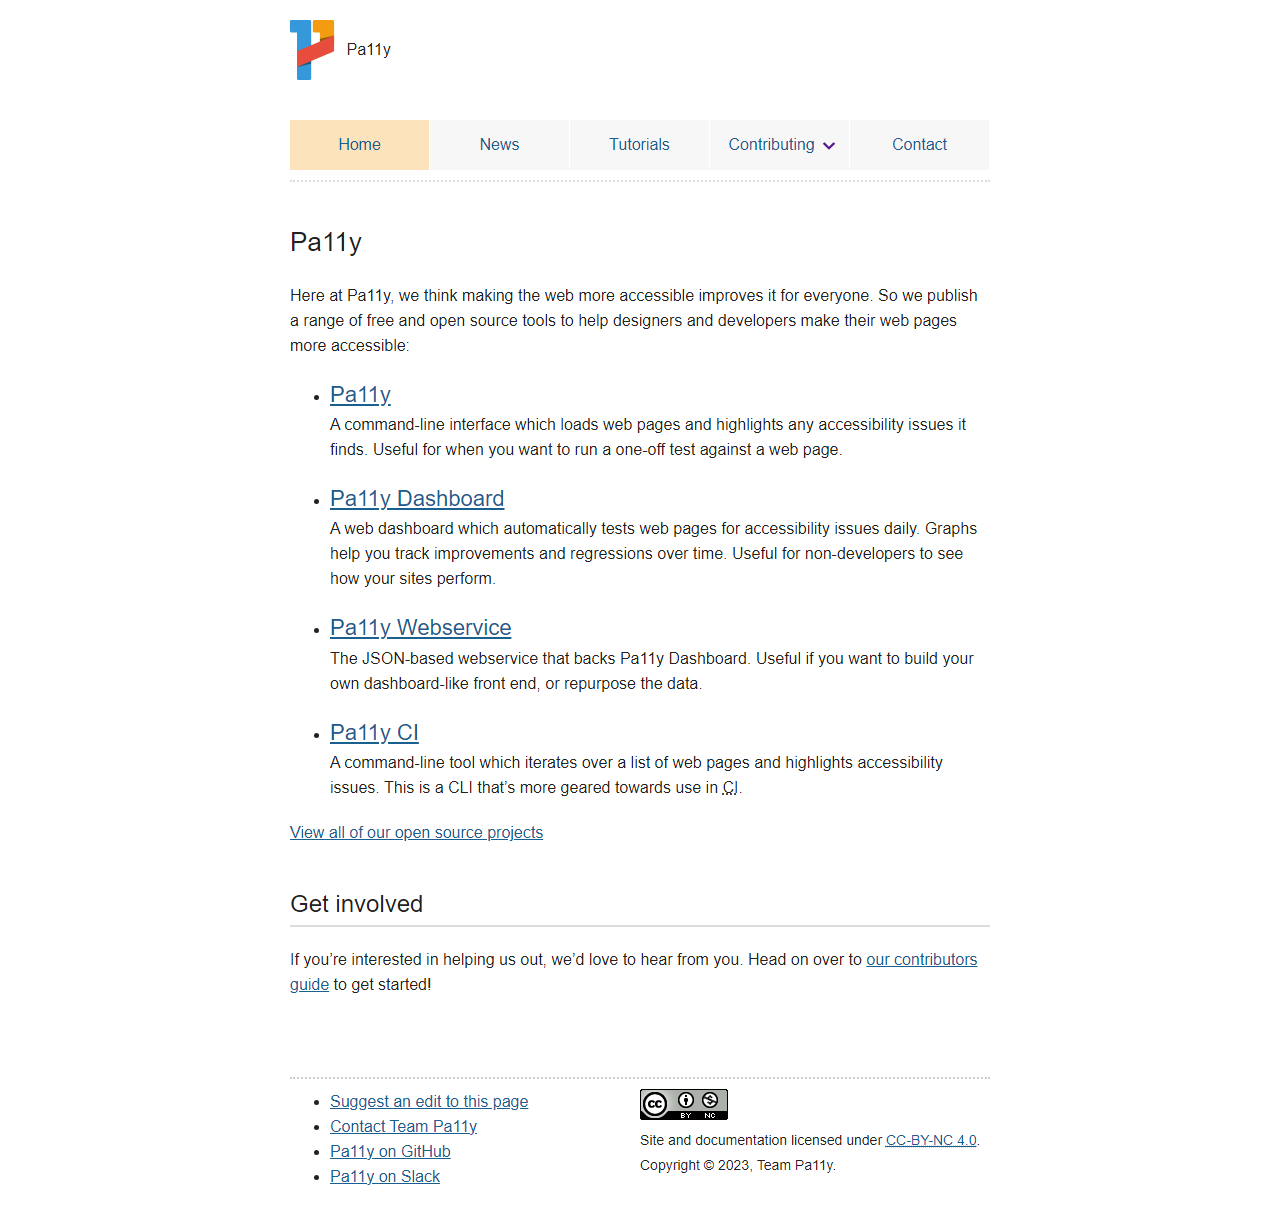 Pa11y
Home
News
Tutorials
Contributing
Contact
Pa11y
Here at Pa11y, we think making the web more accessible improves it for everyone. So we publish
a range of free and open source tools to help designers and developers make their web pages
more accessible:
Pa11y
A command-line interface which loads web pages and highlights any accessibility issues it
finds. Useful for when you want to run a one-off test against a web page.
Pa11y Dashboard
A web dashboard which automatically tests web pages for accessibility issues daily. Graphs
help you track improvements and regressions over time. Useful for non-developers to see
how your sites perform.
Pa11y Webservice
The JSON-based webservice that backs Pa11y Dashboard. Useful if you want to build your
own dashboard-like front end, or repurpose the data.
Pa11y CI
A command-line tool which iterates over a list of web pages and highlights accessibility
issues. This is a CLI that’s more geared towards use in CI.
View all of our open source projects
Get involved
If you’re interested in helping us out, we’d love to hear from you. Head on over to our contributors
guide to get started!
Suggest an edit to this page
Contact Team Pa11y
Pa11y on GitHub
Pa11y on Slack
cc
BY NC
Site and documentation licensed under CC-BY-NC 4.0.
Copyright © 2023, Team Pa11y.